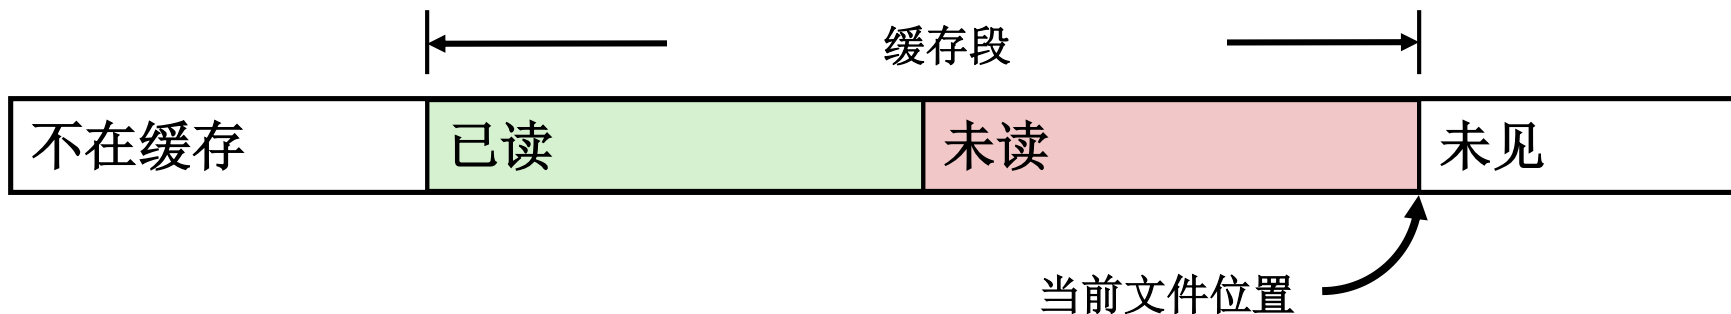 缓存段
不在缓存 已读 未读 未见
当前文件位置